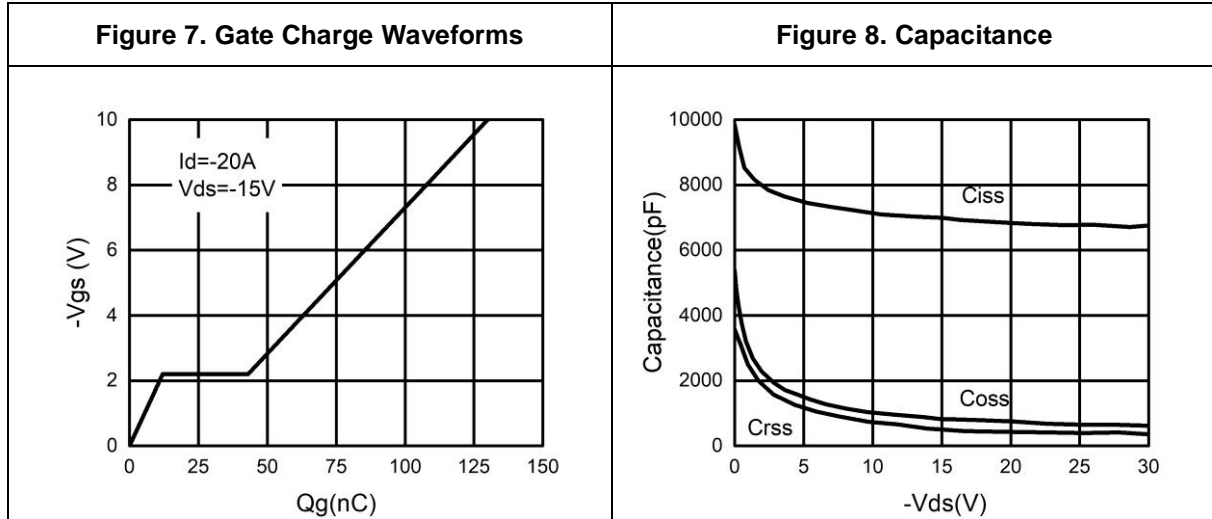 Figure 7. Gate Charge Waveforms
Figure 8. Capacitance
10
8
6
4
2
0
-Vgs (V)
Id=-20A
Vds=-15V
0 25 50 75 100 125 150
Qg(nC)
10000
8000
6000
4000
2000
0
Capacitance(pF)
Ciss
Coss
Crss
0 5 10 15 20 25 30
-Vds(V)